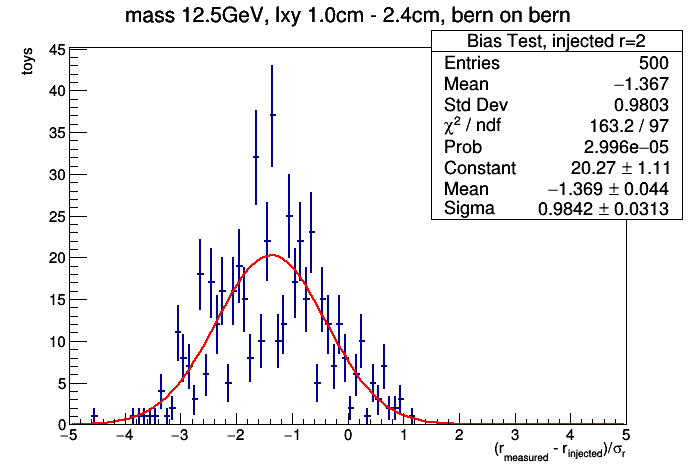 mass 12.5GeV, lxy 1.0cm - 2.4cm, bern on bern
Bias Test, injected r=2
Entries 500
Mean −1.367
Std Dev 0.9803
χ² / ndf 163.2 / 97
Prob 2.996e−05
Constant 20.27 ± 1.11
Mean −1.369 ± 0.044
Sigma 0.9842 ± 0.0313
toys
45
40
35
30
25
20
15
10
5
0
−5 −4 −3 −2 −1 0 1 2 3 4 5
(r_measured - r_injected)/σ_r